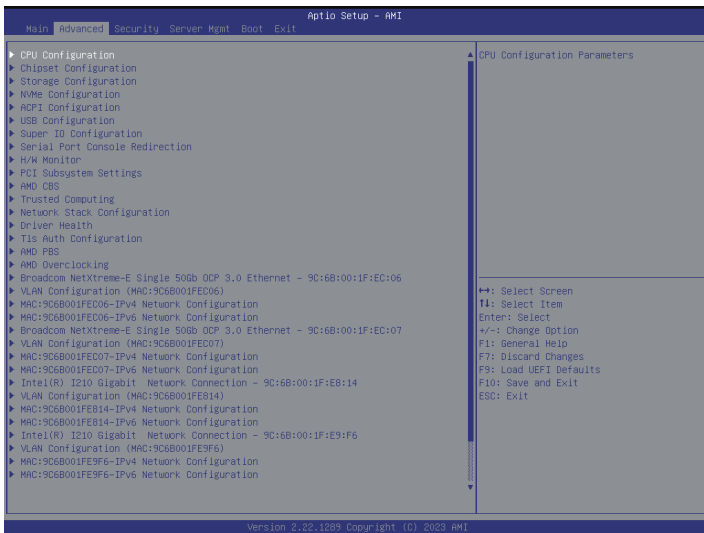 Aptio Setup - AMI
Main Advanced Security Server Mgmt Boot Exit
CPU Configuration
Chipset Configuration
Storage Configuration
NVMe Configuration
ACPI Configuration
USB Configuration
Super IO Configuration
Serial Port Console Redirection
H/W Monitor
PCI Subsystem Settings
AMD CBS
Trusted Computing
Network Stack Configuration
Driver Health
Tls Auth Configuration
AMD PBS
AMD Overclocking
Broadcom NetXtreme-E Single 50Gb OCP 3.0 Ethernet - 9C:6B:00:1F:EC:06
VLAN Configuration (MAC:9C6B001FEC06)
MAC:9C6B001FEC06-IPv4 Network Configuration
MAC:9C6B001FEC06-IPv6 Network Configuration
Broadcom NetXtreme-E Single 50Gb OCP 3.0 Ethernet - 9C:6B:00:1F:EC:07
VLAN Configuration (MAC:9C6B001FEC07)
MAC:9C6B001FEC07-IPv4 Network Configuration
MAC:9C6B001FEC07-IPv6 Network Configuration
Intel(R) I210 Gigabit Network Connection - 9C:6B:00:1F:E8:14
VLAN Configuration (MAC:9C6B001FE814)
MAC:9C6B001FE814-IPv4 Network Configuration
MAC:9C6B001FE814-IPv6 Network Configuration
Intel(R) I210 Gigabit Network Connection - 9C:6B:00:1F:E9:F6
VLAN Configuration (MAC:9C6B001FE9F6)
MAC:9C6B001FE9F6-IPv4 Network Configuration
MAC:9C6B001FE9F6-IPv6 Network Configuration
CPU Configuration Parameters
↔: Select Screen
↑↓: Select Item
Enter: Select
+/-: Change Option
F1: General Help
F7: Discard Changes
F9: Load UEFI Defaults
F10: Save and Exit
ESC: Exit
Version 2.22.1289 Copyright (C) 2023 AMI